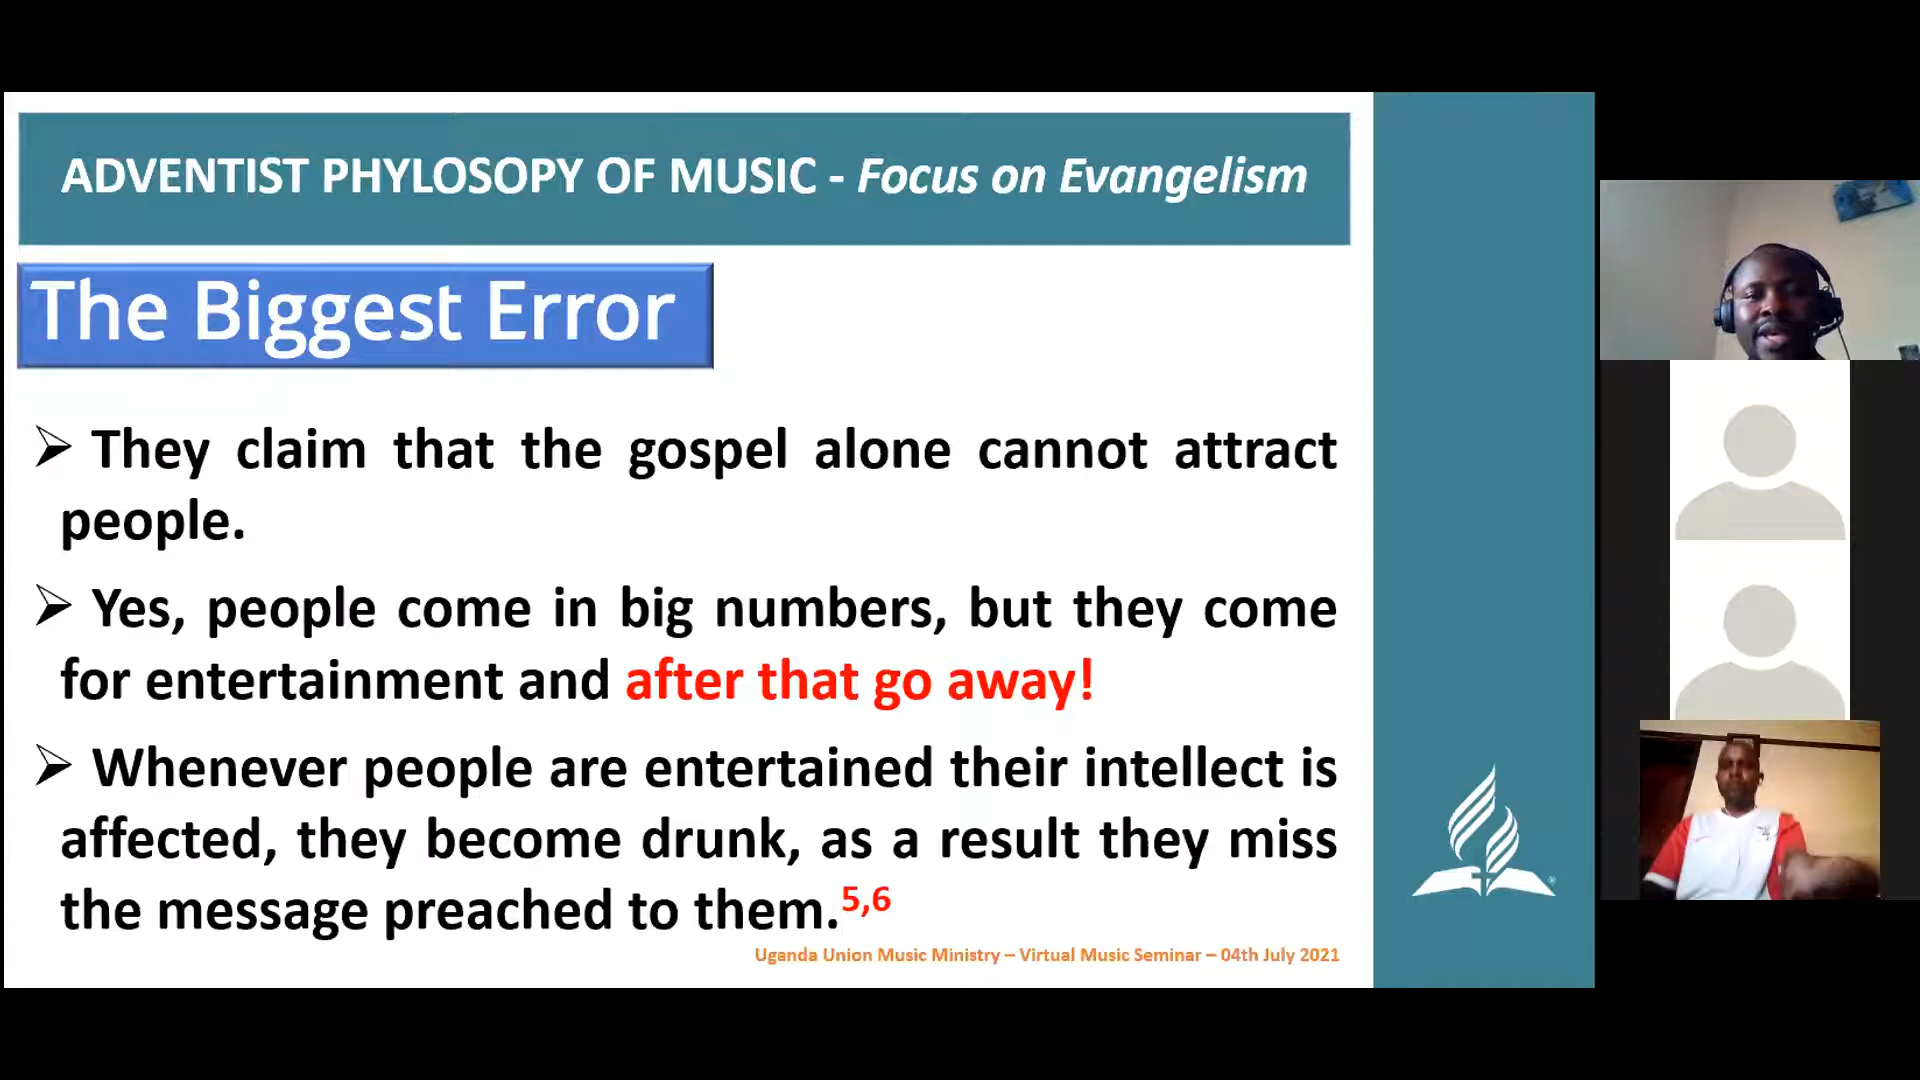 ADVENTIST PHYLOSOPY OF MUSIC - Focus on Evangelism
The Biggest Error
➢ They claim that the gospel alone cannot attract
people.
➢ Yes, people come in big numbers, but they come
for entertainment and after that go away!
➢ Whenever people are entertained their intellect is
affected, they become drunk, as a result they miss
the message preached to them.5,6
Uganda Union Music Ministry – Virtual Music Seminar – 04th July 2021